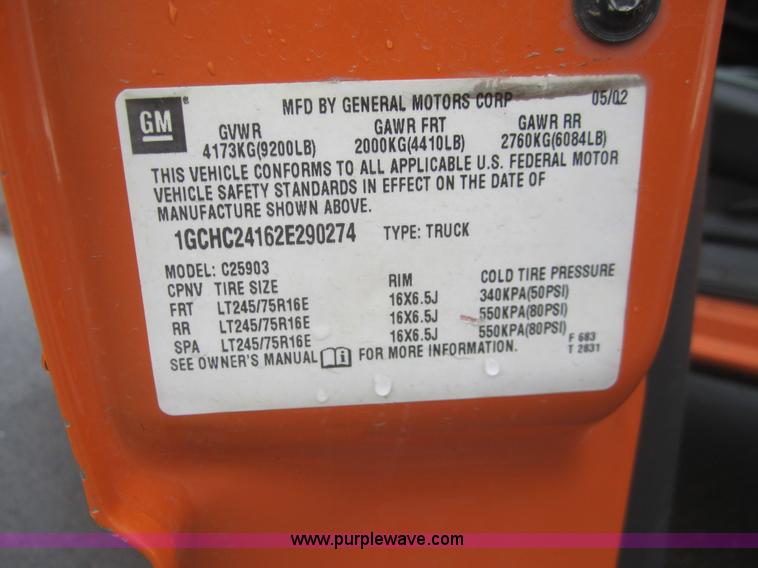 GM
MFD BY GENERAL MOTORS CORP 05/02
GVWR GAWR FRT GAWR RR
4173KG(9200LB) 2000KG(4410LB) 2760KG(6084LB)
THIS VEHICLE CONFORMS TO ALL APPLICABLE U.S. FEDERAL MOTOR
VEHICLE SAFETY STANDARDS IN EFFECT ON THE DATE OF
MANUFACTURE SHOWN ABOVE.
1GCHC24162E290274 TYPE: TRUCK
MODEL: C25903
CPNV TIRE SIZE RIM COLD TIRE PRESSURE
FRT LT245/75R16E 16X6.5J 340KPA(50PSI)
RR LT245/75R16E 16X6.5J 550KPA(80PSI)
SPA LT245/75R16E 16X6.5J 550KPA(80PSI)
SEE OWNER'S MANUAL FOR MORE INFORMATION.
F 683
T 2831
www.purplewave.com